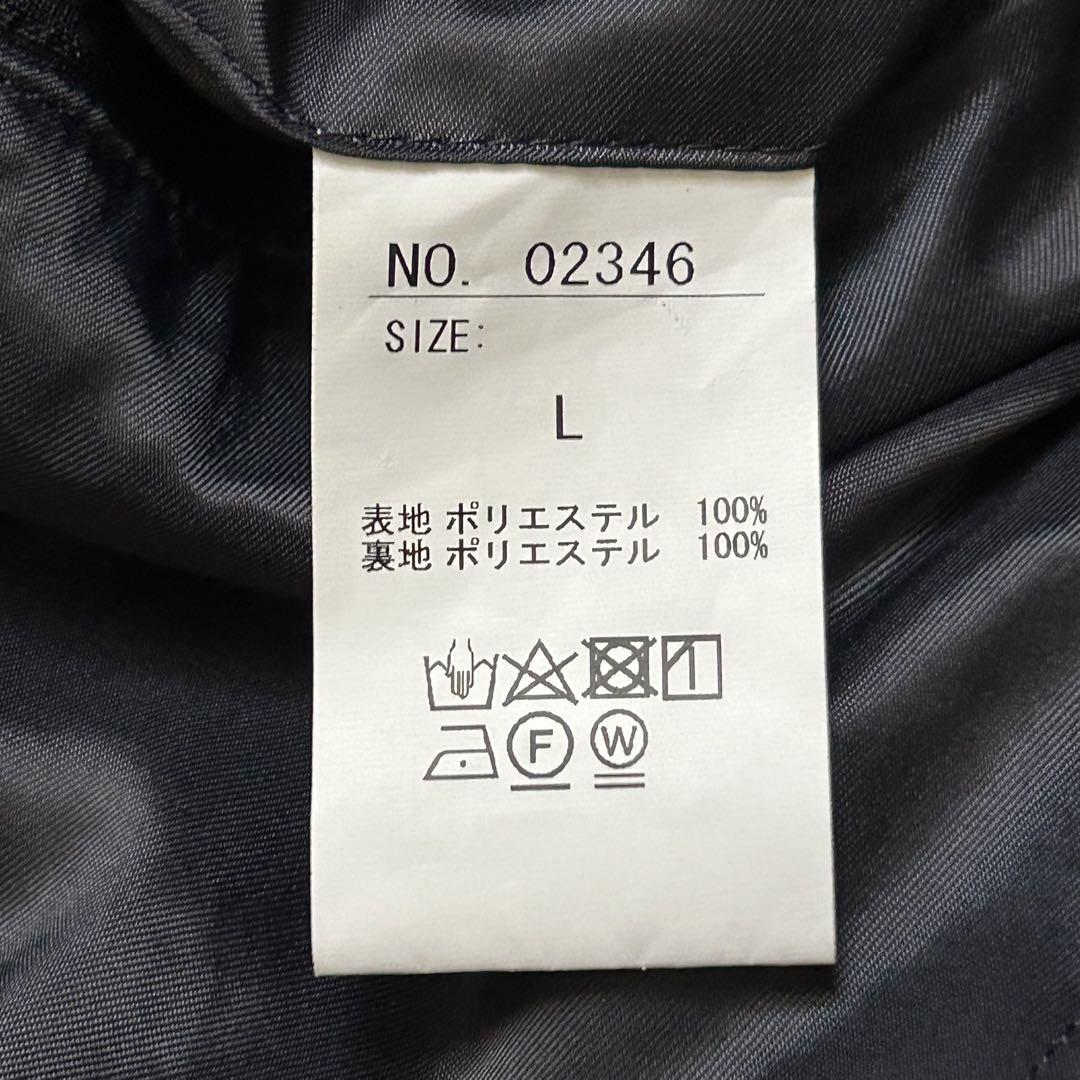 NO. 02346
SIZE:
L
表地 ポリエステル 100%
裏地 ポリエステル 100%
F W